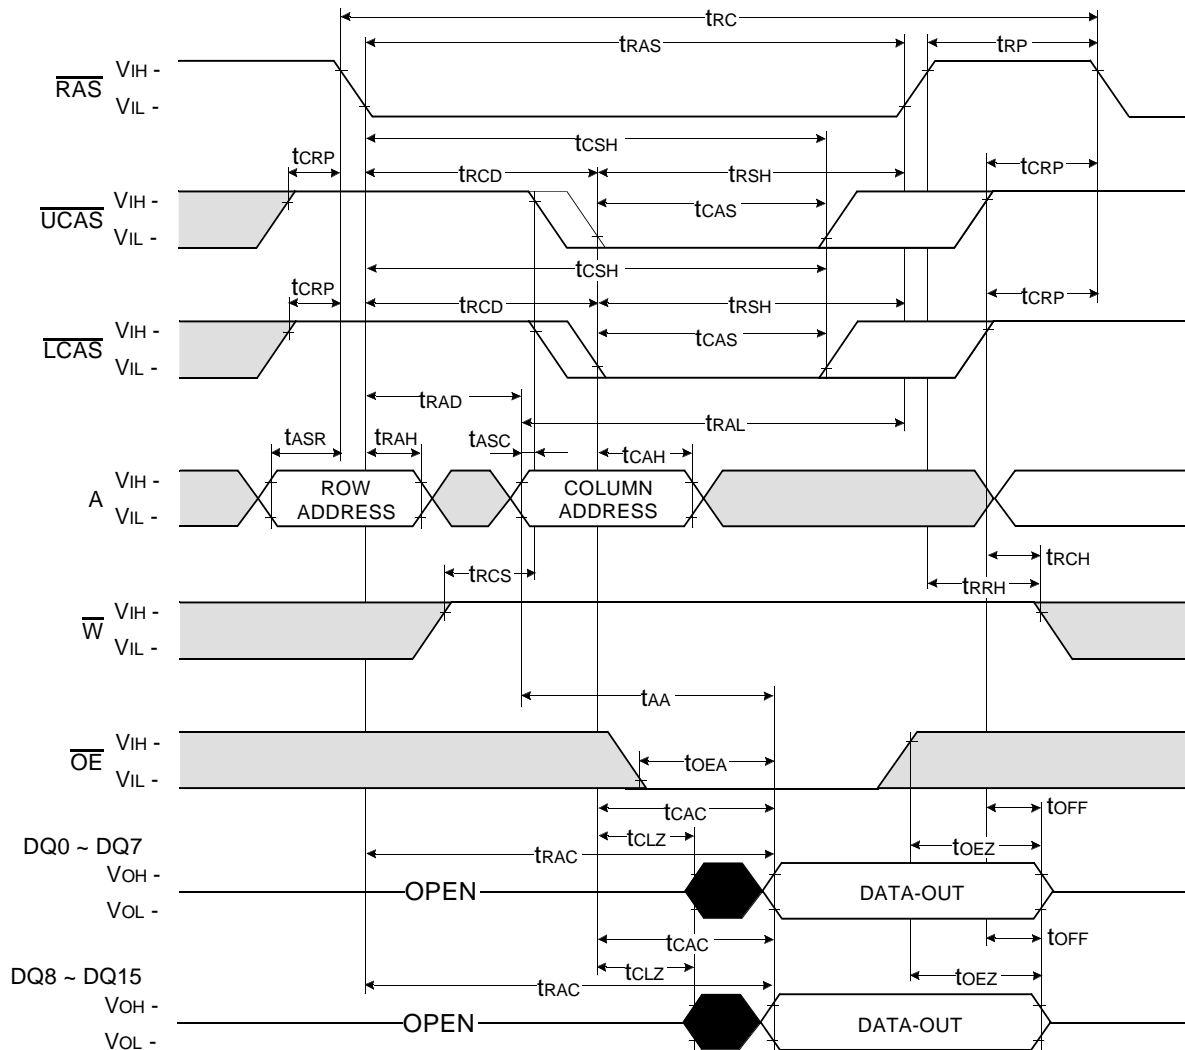 tRC
tRAS tRP
RAS VIH -
VIL -
tCSH
tCRP tRCD tRSH tCRP
UCAS VIH - tCAS
VIL -
tCSH
tCRP tRCD tRSH tCRP
LCAS VIH - tCAS
VIL -
tRAD tRAL
tASR tRAH tASC tCAH
A VIH - ROW ADDRESS COLUMN ADDRESS
VIL -
tRCH
tRCS tRRH
W VIH -
VIL -
tAA
OE VIH -
VIL - tOEA
tCAC tOFF
DQ0 ~ DQ7 tCLZ tOEZ
tRAC
VOH - OPEN DATA-OUT
VOL -
tCAC tOFF
DQ8 ~ DQ15 tCLZ tOEZ
tRAC
VOH - OPEN DATA-OUT
VOL -